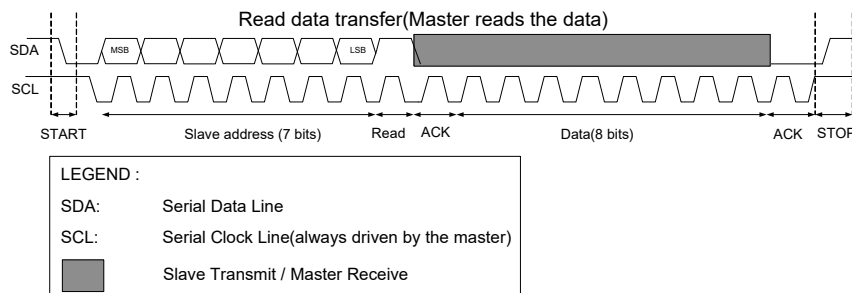 Read data transfer(Master reads the data)
SDA MSB LSB
SCL
START Slave address (7 bits) Read ACK Data(8 bits) ACK STOP
LEGEND :
SDA: Serial Data Line
SCL: Serial Clock Line(always driven by the master)
Slave Transmit / Master Receive